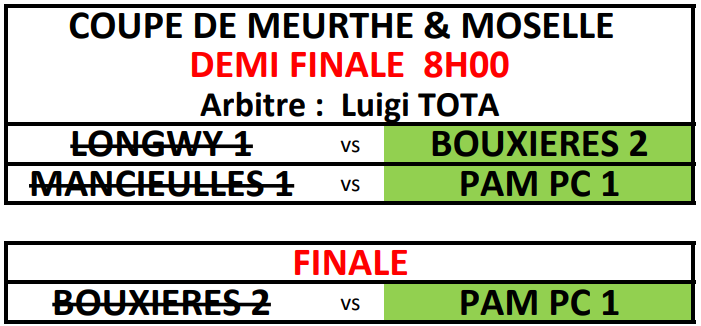 COUPE DE MEURTHE & MOSELLE
DEMI FINALE 8H00
Arbitre : Luigi TOTA
LONGWY 1 vs BOUXIERES 2
MANCIEULLES 1 vs PAM PC 1
FINALE
BOUXIERES 2 vs PAM PC 1